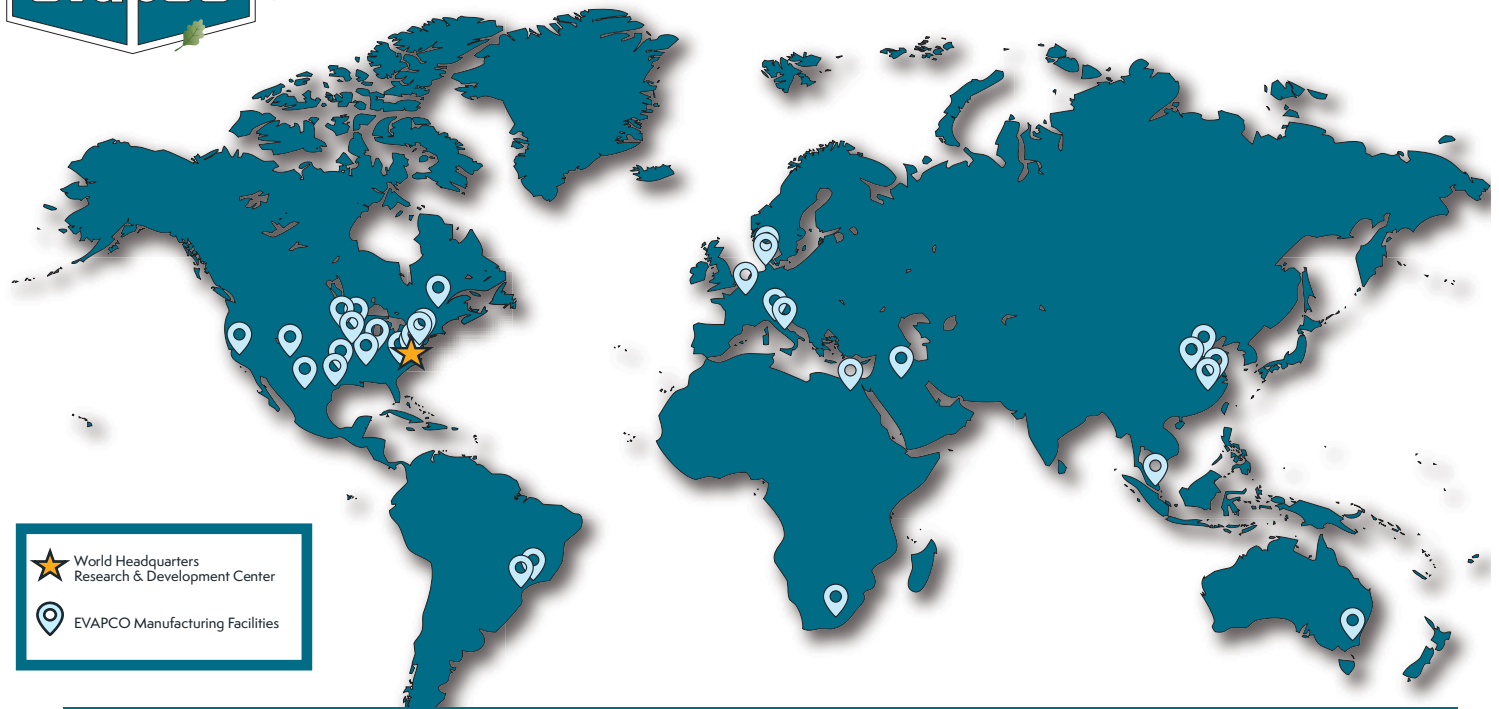 World Headquarters
Research & Development Center
EVAPCO Manufacturing Facilities